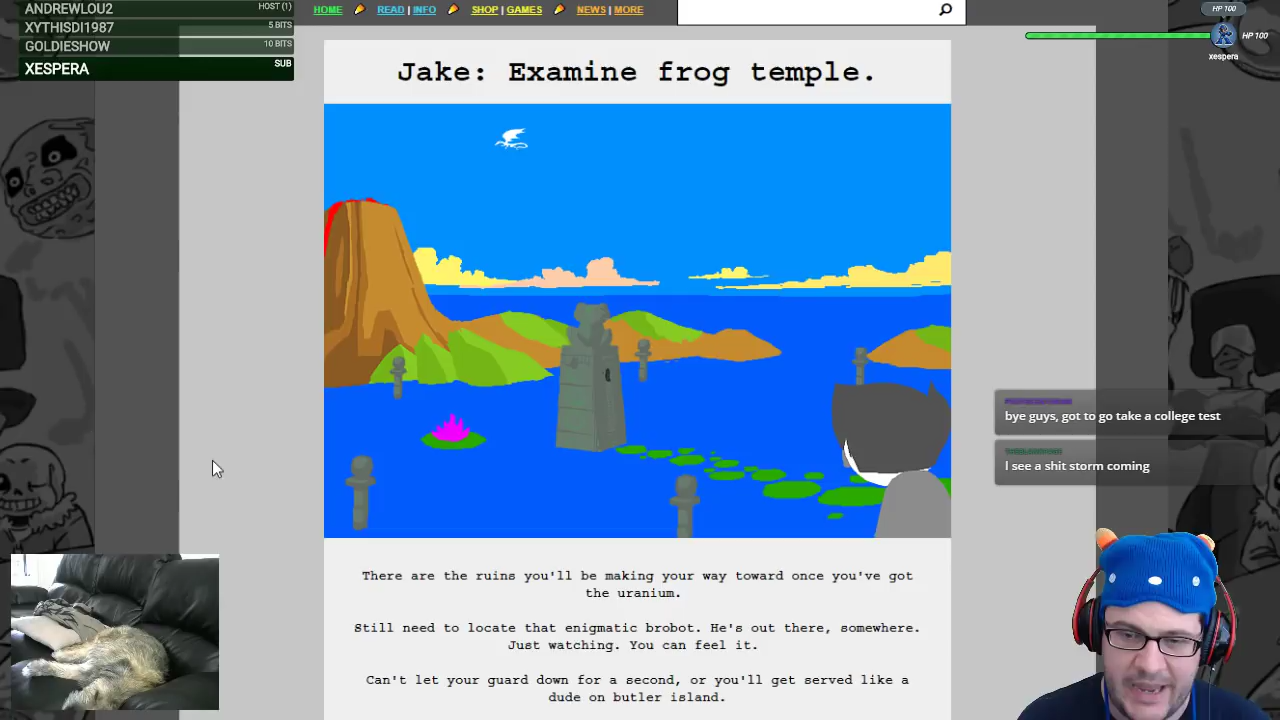 ANDREWLOU2 HOST (1)
XYTHISDI1987 5 BITS
GOLDIESHOW 10 BITS
XESPERA SUB
HOME READ | INFO SHOP | GAMES NEWS | MORE
HP 100
HP 100
xespera
Jake: Examine frog temple.
bye guys, got to go take a college test
I see a shit storm coming
There are the ruins you'll be making your way toward once you've got
the uranium.
Still need to locate that enigmatic brobot. He's out there, somewhere.
Just watching. You can feel it.
Can't let your guard down for a second, or you'll get served like a
dude on butler island.